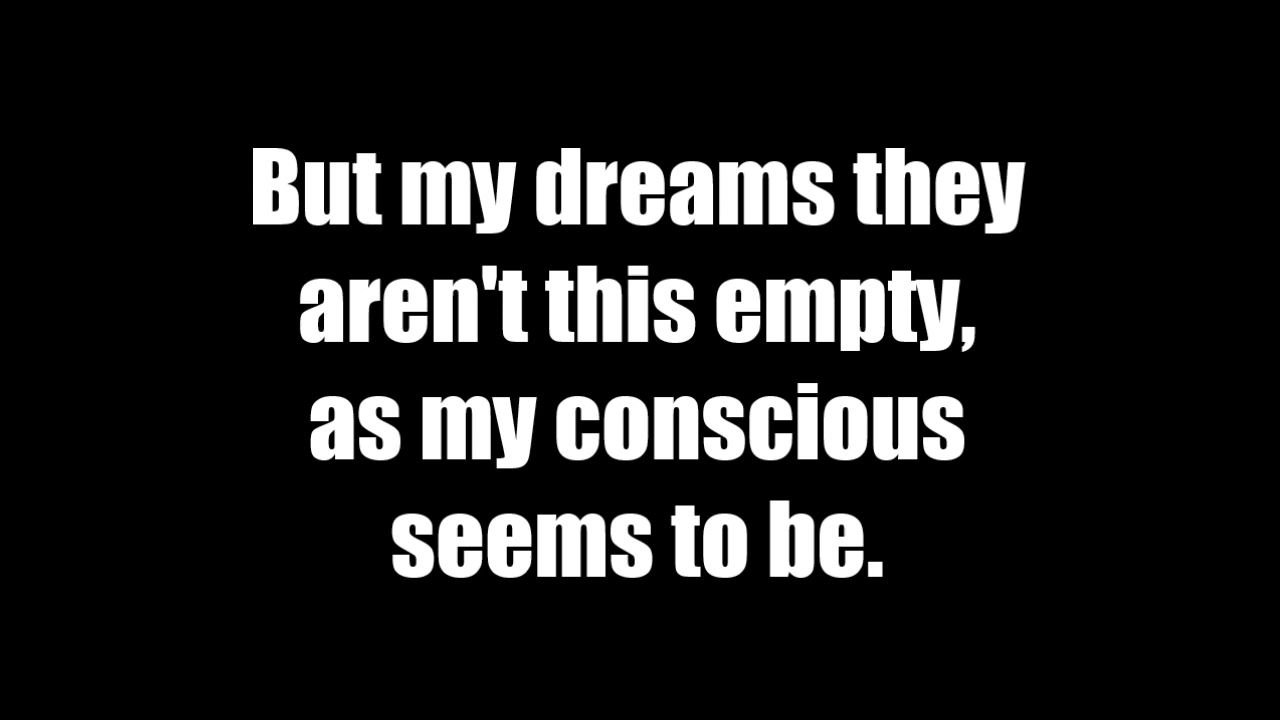 But my dreams they
aren't this empty,
as my conscious
seems to be.